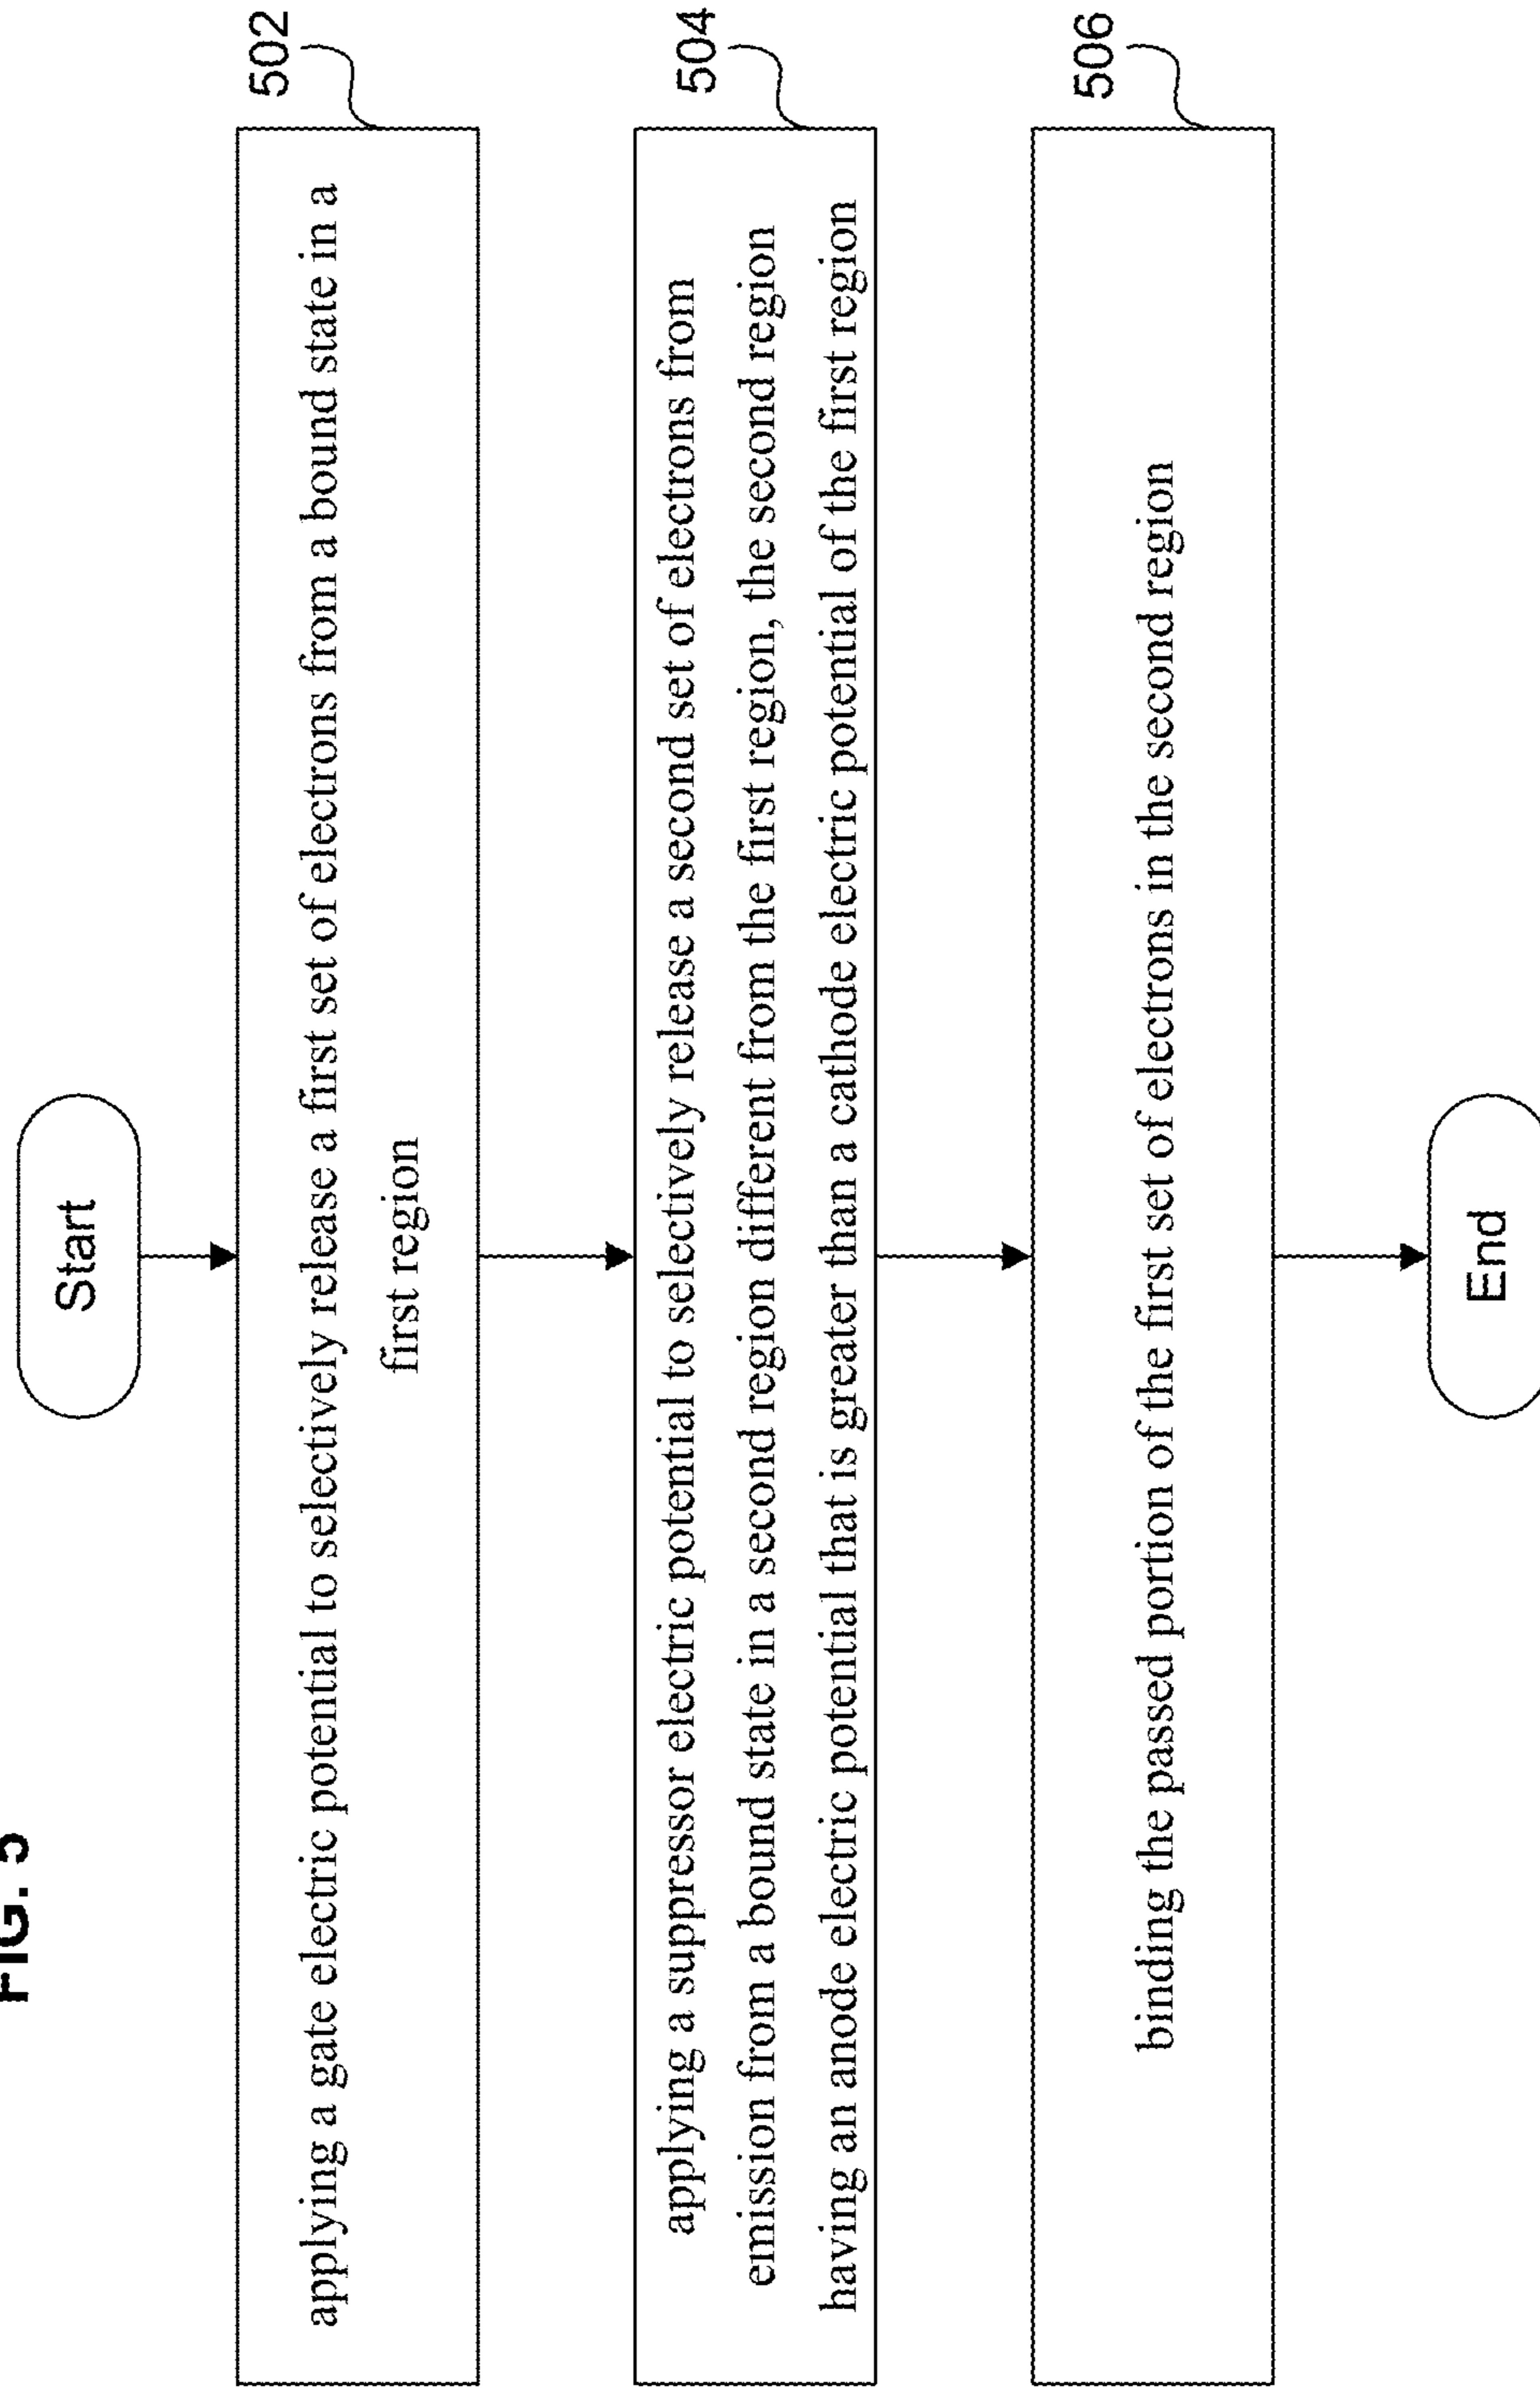 FIG. 5
Start
502
applying a gate electric potential to selectively release a first set of electrons from a bound state in a
first region
504
applying a suppressor electric potential to selectively release a second set of electrons from
emission from a bound state in a second region different from the first region, the second region
having an anode electric potential that is greater than a cathode electric potential of the first region
506
binding the passed portion of the first set of electrons in the second region
End